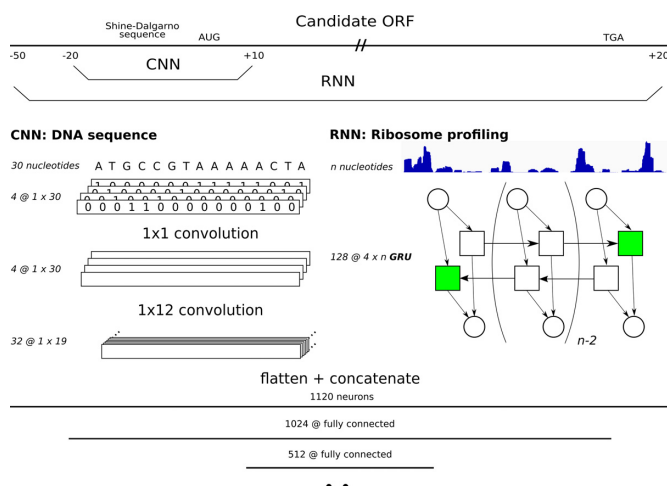 Candidate ORF
Shine-Dalgarno
sequence
AUG
TGA
-50
-20
+10
+20
CNN
RNN
CNN: DNA sequence
RNN: Ribosome profiling
30 nucleotides
A T G C C G T A A A A A C T A
n nucleotides
4 @ 1 x 30
0 0 0 1 1 0 0 0 0 0 0 0 1 0 0
1x1 convolution
128 @ 4 x n GRU
4 @ 1x30
1x12 convolution
n-2
32 @ 1 x 19
flatten + concatenate
1120 neurons
1024 @ fully connected
512 @ fully connected